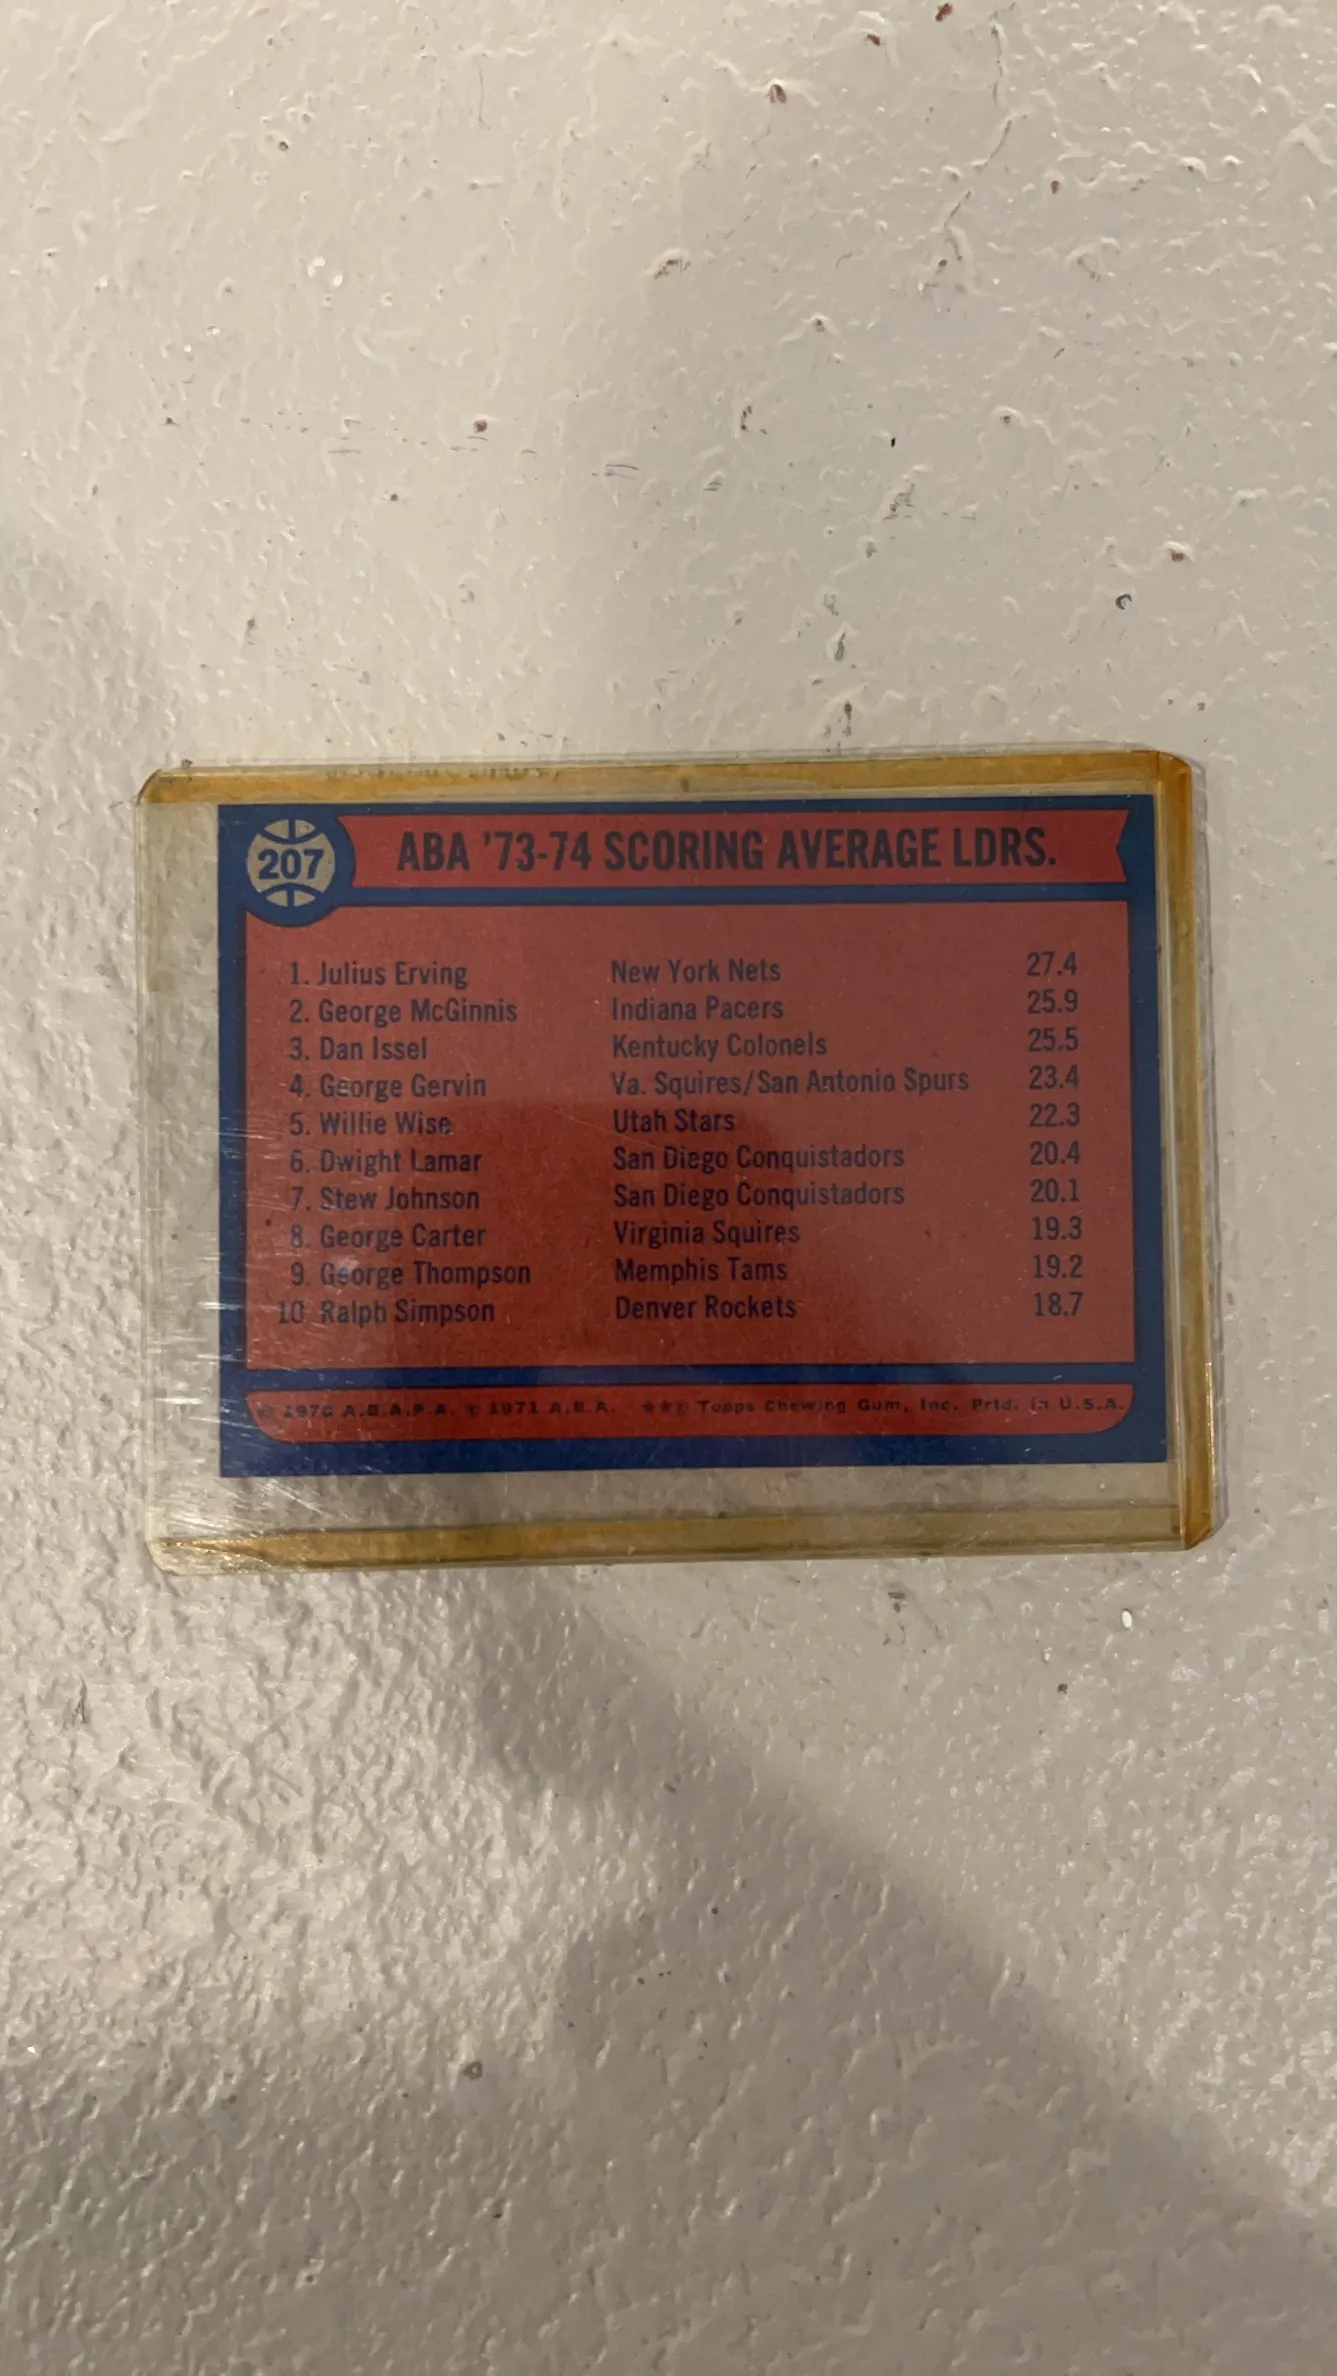 207
ABA '73-74 SCORING AVERAGE LDRS.
1. Julius Erving New York Nets 27.4
2. George McGinnis Indiana Pacers 25.9
3. Dan Issel Kentucky Colonels 25.5
4. George Gervin Va. Squires/San Antonio Spurs 23.4
5. Willie Wise Utah Stars 22.3
6. Dwight Lamar San Diego Conquistadors 20.4
7. Stew Johnson San Diego Conquistadors 20.1
8. George Carter Virginia Squires 19.3
9. George Thompson Memphis Tams 19.2
10 Ralph Simpson Denver Rockets 18.7
© 1970 A.B.A.P.A. © 1971 A.B.A. ★★© Topps Chewing Gum, Inc. Prtd. in U.S.A.